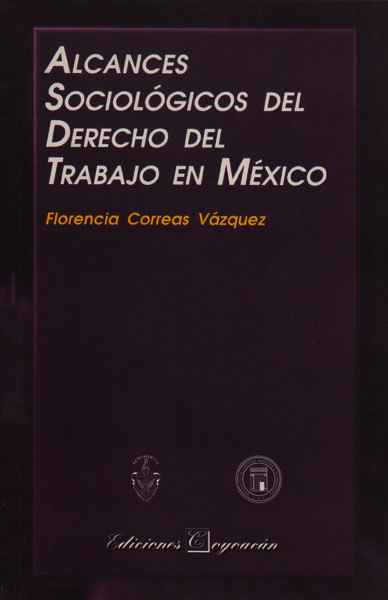 ALCANCES
SOCIOLÓGICOS DEL
DERECHO DEL
TRABAJO EN MÉXICO
Florencia Correas Vázquez
Ediciones Coyoacán